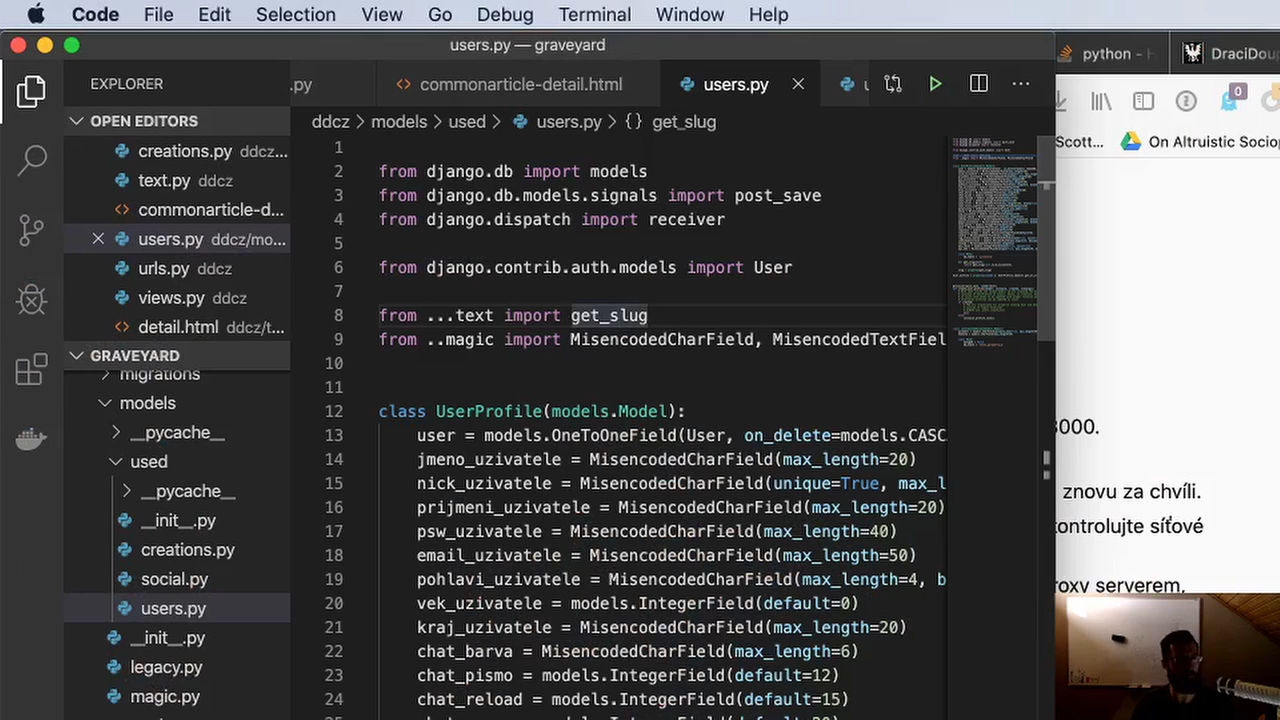 Code File Edit Selection View Go Debug Terminal Window Help
users.py — graveyard
python -
DraciDou
EXPLORER
.py
commonarticle-detail.html
users.py
0
OPEN EDITORS
ddcz > models > used > users.py > {} get_slug
Scott...
On Altruistic Sociop
creations.py ddcz...
text.py ddcz
commonarticle-d...
users.py ddcz/mo...
urls.py ddcz
views.py ddcz
detail.html ddcz/t...
GRAVEYARD
migrations
models
__pycache__
used
__pycache__
__init__.py
creations.py
social.py
users.py
__init__.py
legacy.py
magic.py
1
2 from django.db import models
3 from django.db.models.signals import post_save
4 from django.dispatch import receiver
5
6 from django.contrib.auth.models import User
7
8 from ...text import get_slug
9 from ..magic import MisencodedCharField, MisencodedTextFiel
10
11
12 class UserProfile(models.Model):
13 user = models.OneToOneField(User, on_delete=models.CASC
14 jmeno_uzivatele = MisencodedCharField(max_length=20)
15 nick_uzivatele = MisencodedCharField(unique=True, max_l
16 prijmeni_uzivatele = MisencodedCharField(max_length=20)
17 psw_uzivatele = MisencodedCharField(max_length=40)
18 email_uzivatele = MisencodedCharField(max_length=50)
19 pohlavi_uzivatele = MisencodedCharField(max_length=4, b
20 vek_uzivatele = models.IntegerField(default=0)
21 kraj_uzivatele = MisencodedCharField(max_length=20)
22 chat_barva = MisencodedCharField(max_length=6)
23 chat_pismo = models.IntegerField(default=12)
24 chat_reload = models.IntegerField(default=15)
000.
znovu za chvíli.
ontrolujte síťové
roxy serverem,